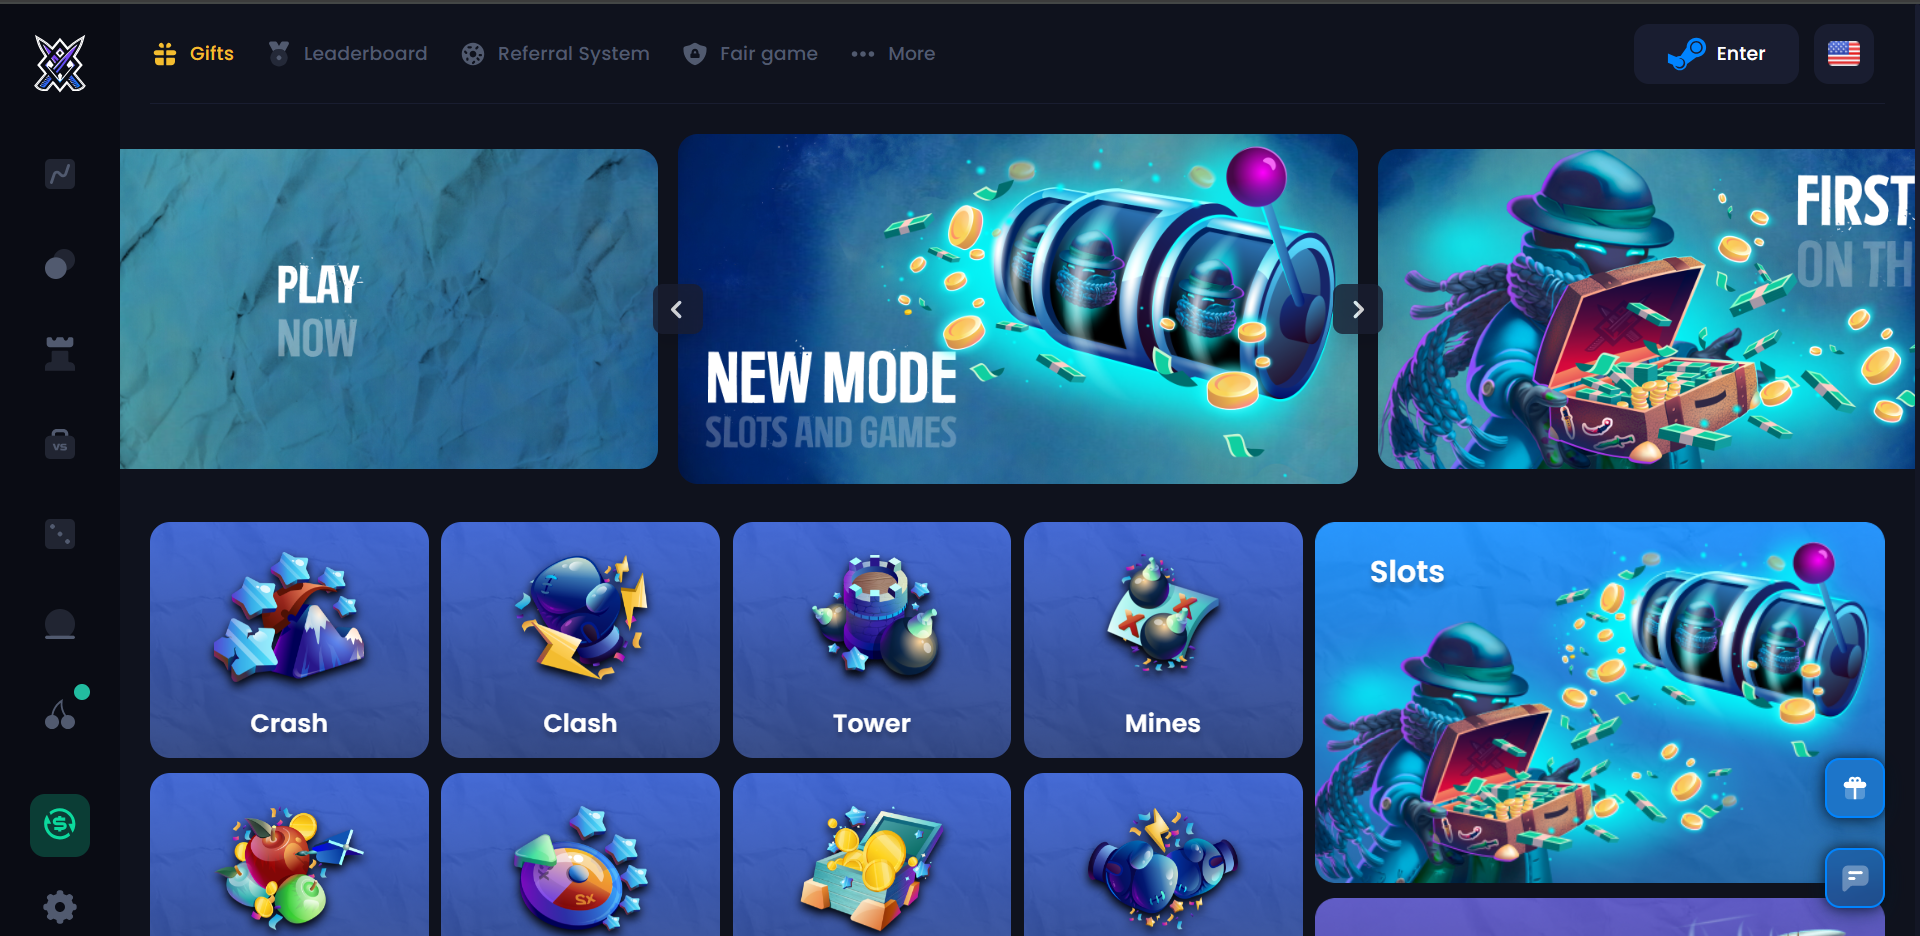 Gifts
Leaderboard
Referral System
Fair game
More
Enter
PLAY
NOW
NEW MODE
SLOTS AND GAMES
FIRST
ON TH
VS
Crash
Clash
Tower
Mines
Slots